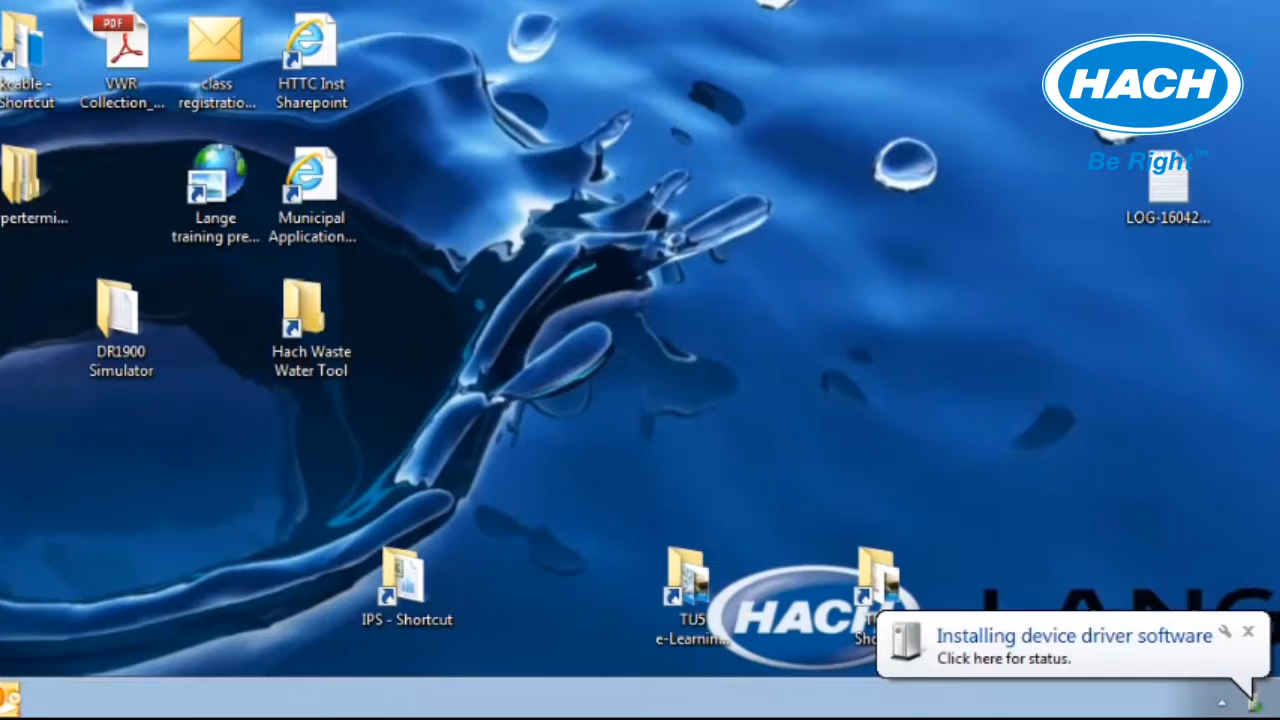 PDF
VWR
Collection_...
class
registratio...
HTTC Inst
Sharepoint
Shortcut
HACH
Be Right™
Lange
training pre...
Municipal
Application...
LOG-16042...
DR1900
Simulator
Hach Waste
Water Tool
IPS - Shortcut
TU5
e-Learnin...
HACH
Installing device driver software
Click here for status.